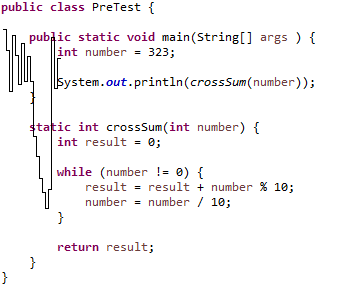 public class PreTest {
public static void main(String[] args ) {
int number = 323;
System.out.println(crossSum(number));
}
static int crossSum(int number) {
int result = 0;
while (number != 0) {
result = result + number % 10;
number = number / 10;
}
return result;
}
}